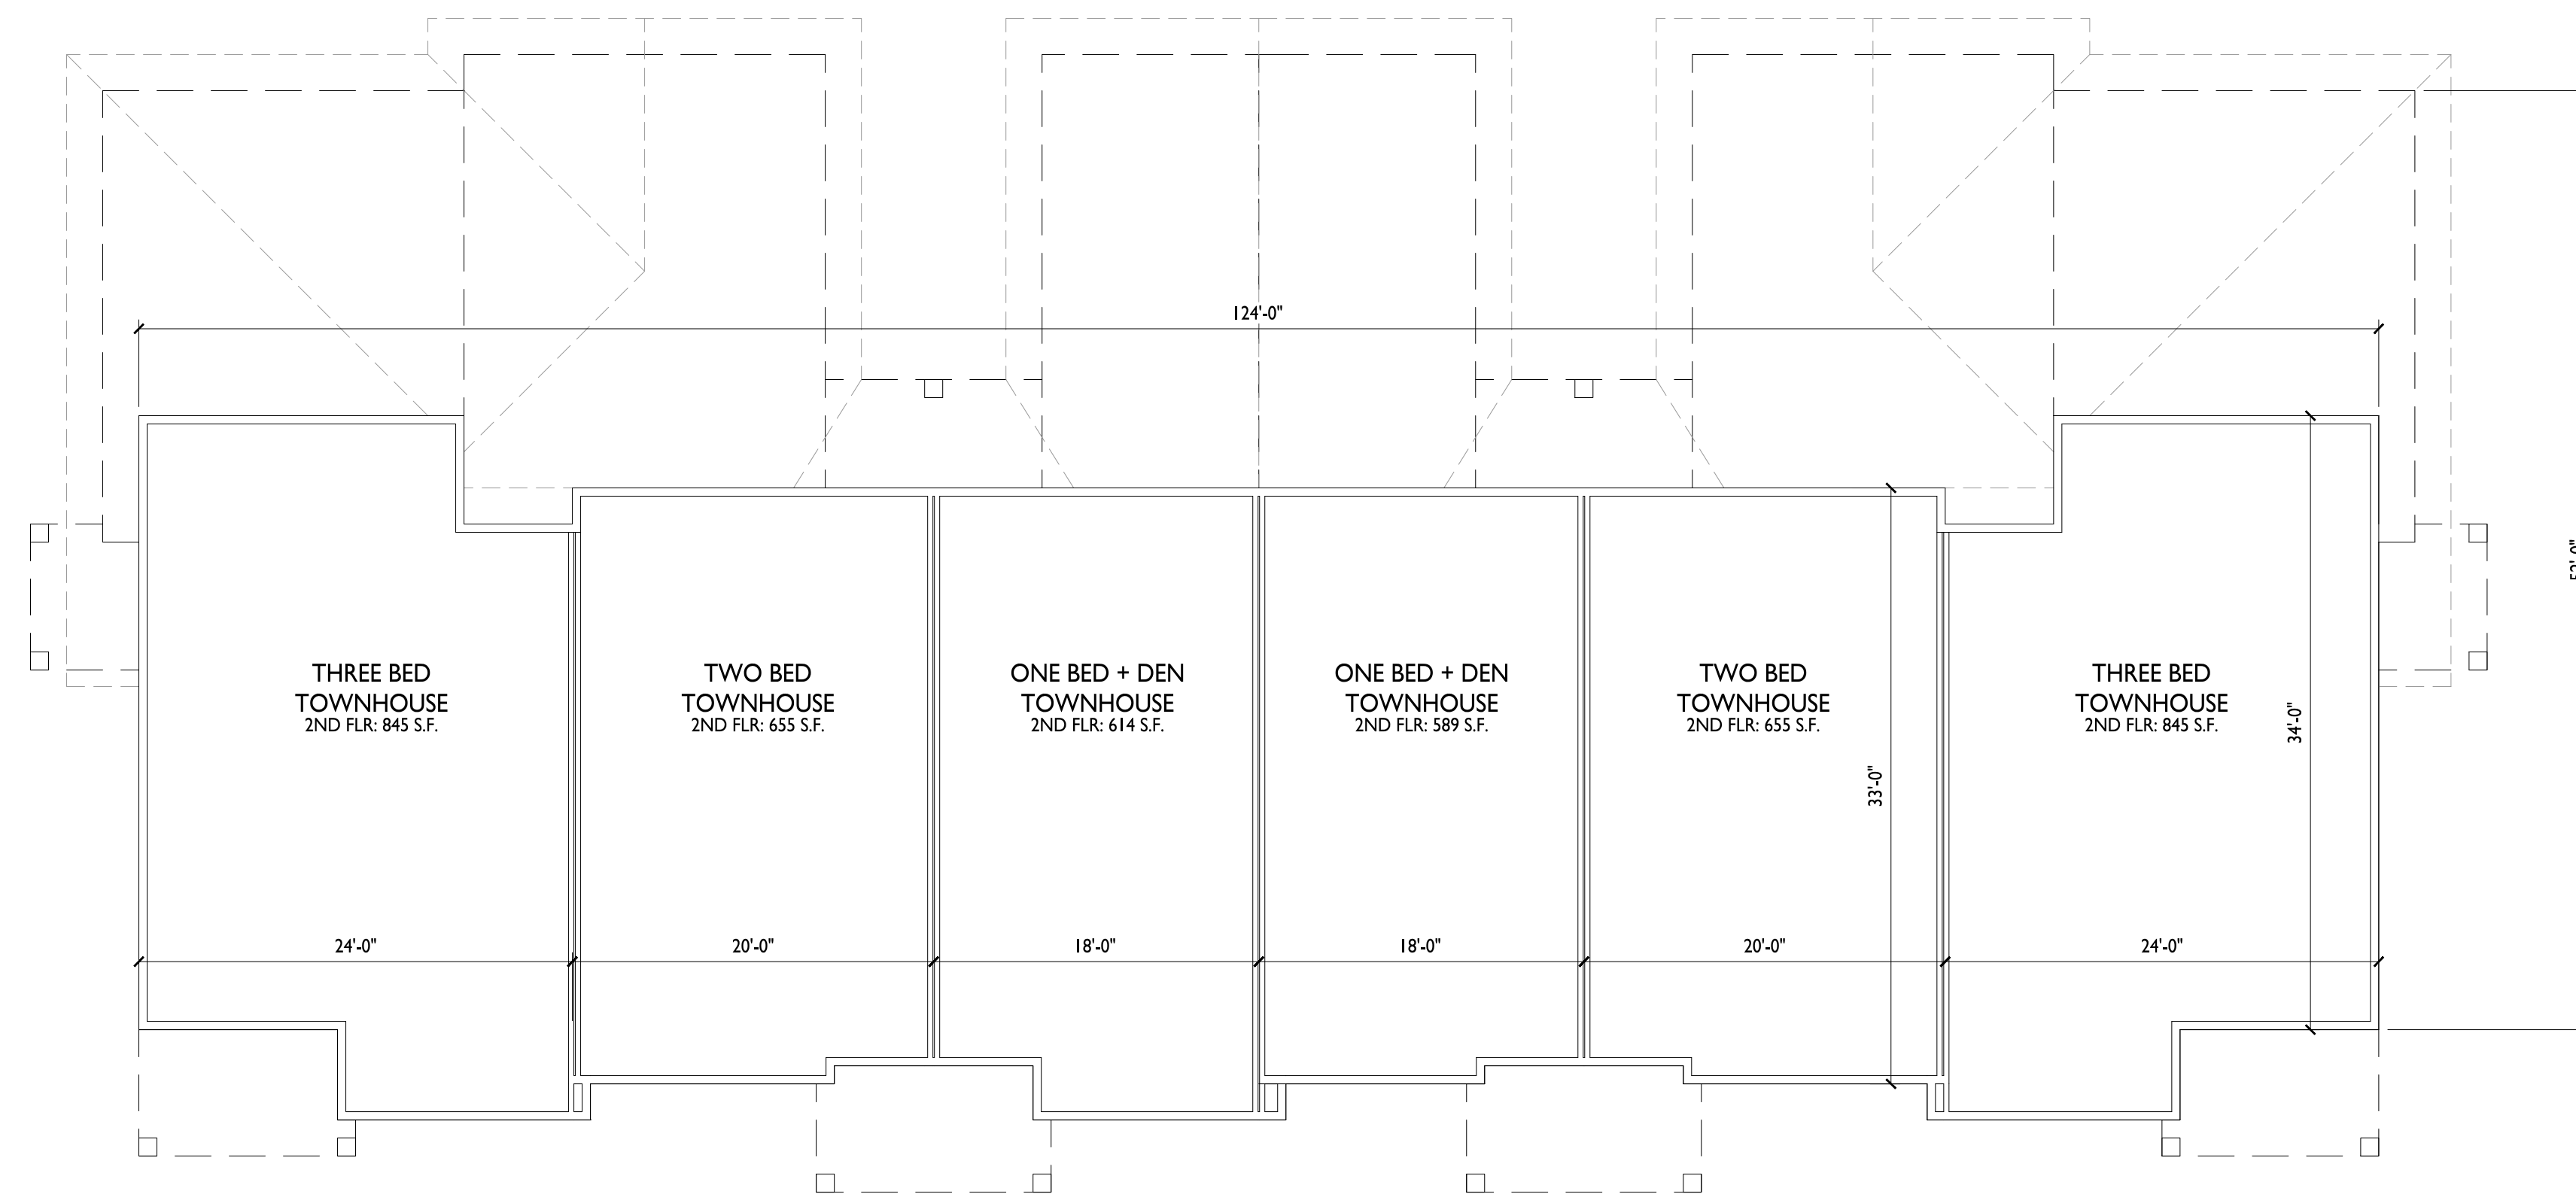 124'-0"
THREE BED
TOWNHOUSE
2ND FLR: 845 S.F.
TWO BED
TOWNHOUSE
2ND FLR: 655 S.F.
ONE BED + DEN
TOWNHOUSE
2ND FLR: 614 S.F.
ONE BED + DEN
TOWNHOUSE
2ND FLR: 589 S.F.
TWO BED
TOWNHOUSE
2ND FLR: 655 S.F.
THREE BED
TOWNHOUSE
2ND FLR: 845 S.F.
33'-0"
34'-0"
24'-0"
20'-0"
18'-0"
18'-0"
20'-0"
24'-0"